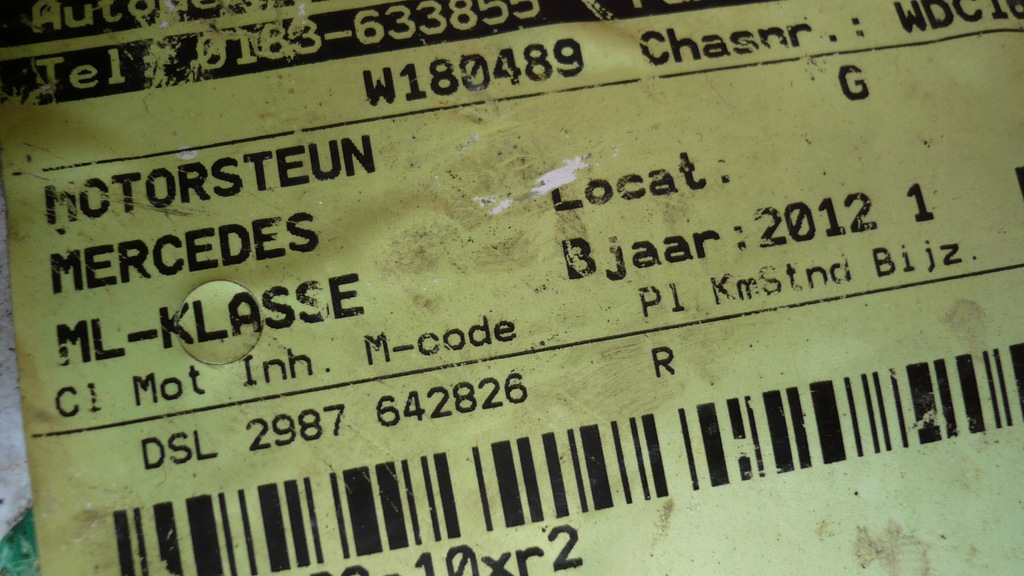 Tel 0183-633855
W180489 Chasnr.: WDC16
G
MOTORSTEUN Locat.
MERCEDES Bjaar:2012 1
ML-KLASSE
Cl Mot Inh. M-code Pl KmStnd Bijz.
DSL 2987 642826 R
10xr2